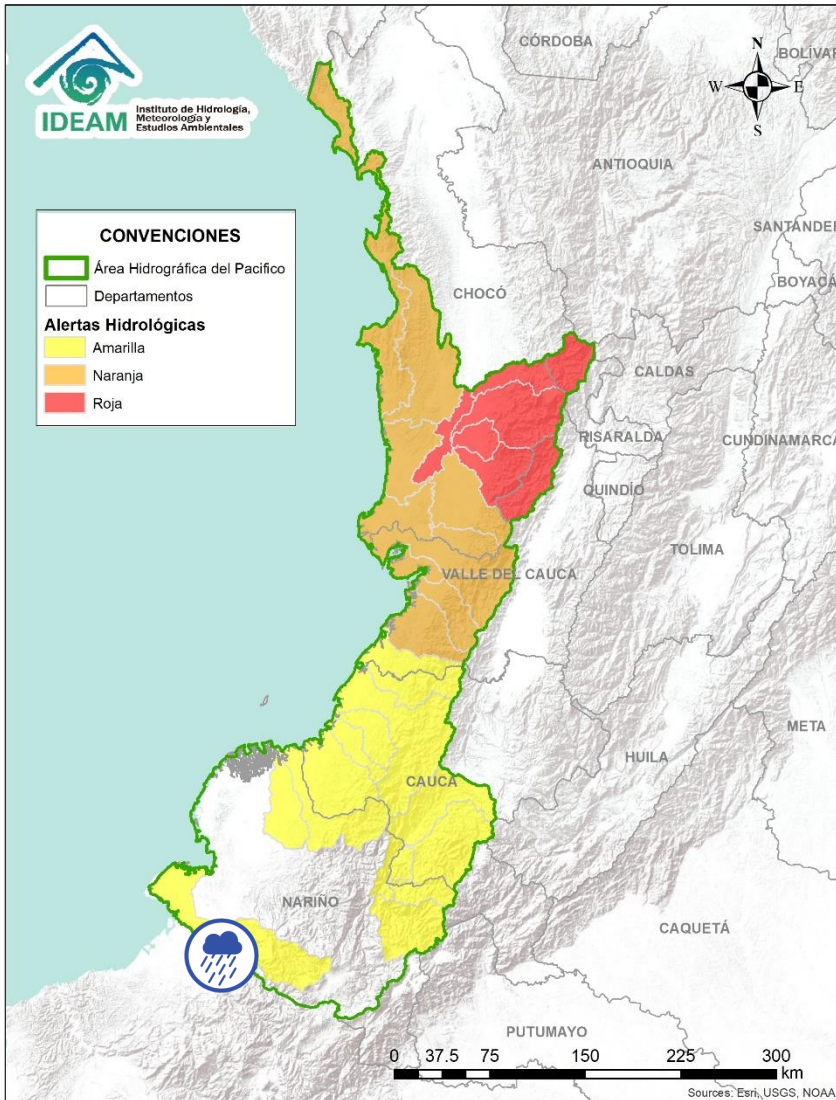 IDEAM
Instituto de Hidrología,
Meteorología y
Estudios Ambientales
N
W
E
S
CÓRDOBA
BOLÍVAR
ANTIOQUIA
SANTANDER
BOYACÁ
CHOCÓ
CALDAS
RISARALDA
CUNDINAMARCA
QUINDÍO
TOLIMA
VALLE DEL CAUCA
META
HUILA
CAUCA
NARIÑO
CAQUETÁ
PUTUMAYO
CONVENCIONES
Área Hidrográfica del Pacifico
Departamentos
Alertas Hidrológicas
Amarilla
Naranja
Roja
0 37.5 75 150 225 300
km
Sources: Esri, USGS, NOAA